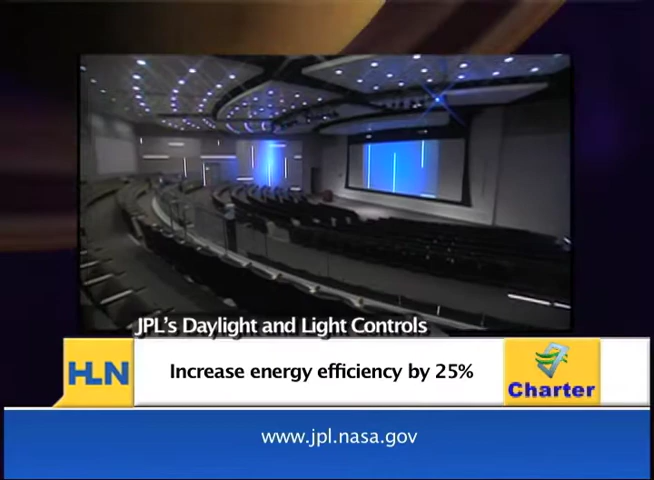 JPL's Daylight and Light Controls
HLN
Increase energy efficiency by 25%
Charter
www.jpl.nasa.gov